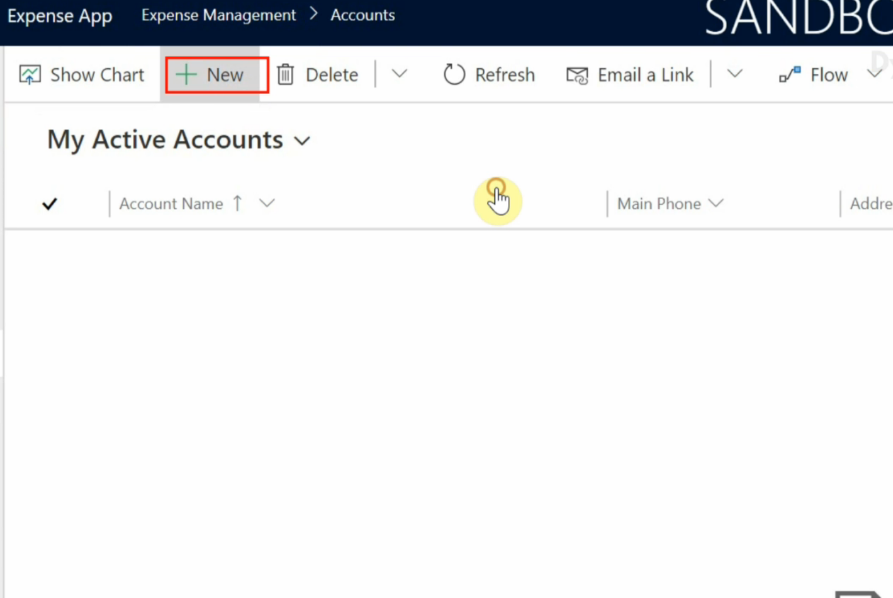 Expense App Expense Management > Accounts SANDBO
Show Chart New Delete Refresh Email a Link Flow
My Active Accounts
Account Name ↑ Main Phone Addre